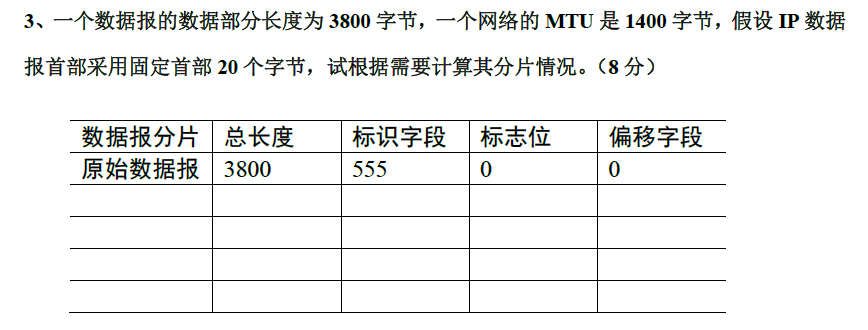 3、一个数据报的数据部分长度为 3800 字节，一个网络的 MTU 是 1400 字节，假设 IP 数据
报首部采用固定首部 20 个字节，试根据需要计算其分片情况。（8 分）
数据报分片 总长度 标识字段 标志位 偏移字段
原始数据报 3800 555 0 0